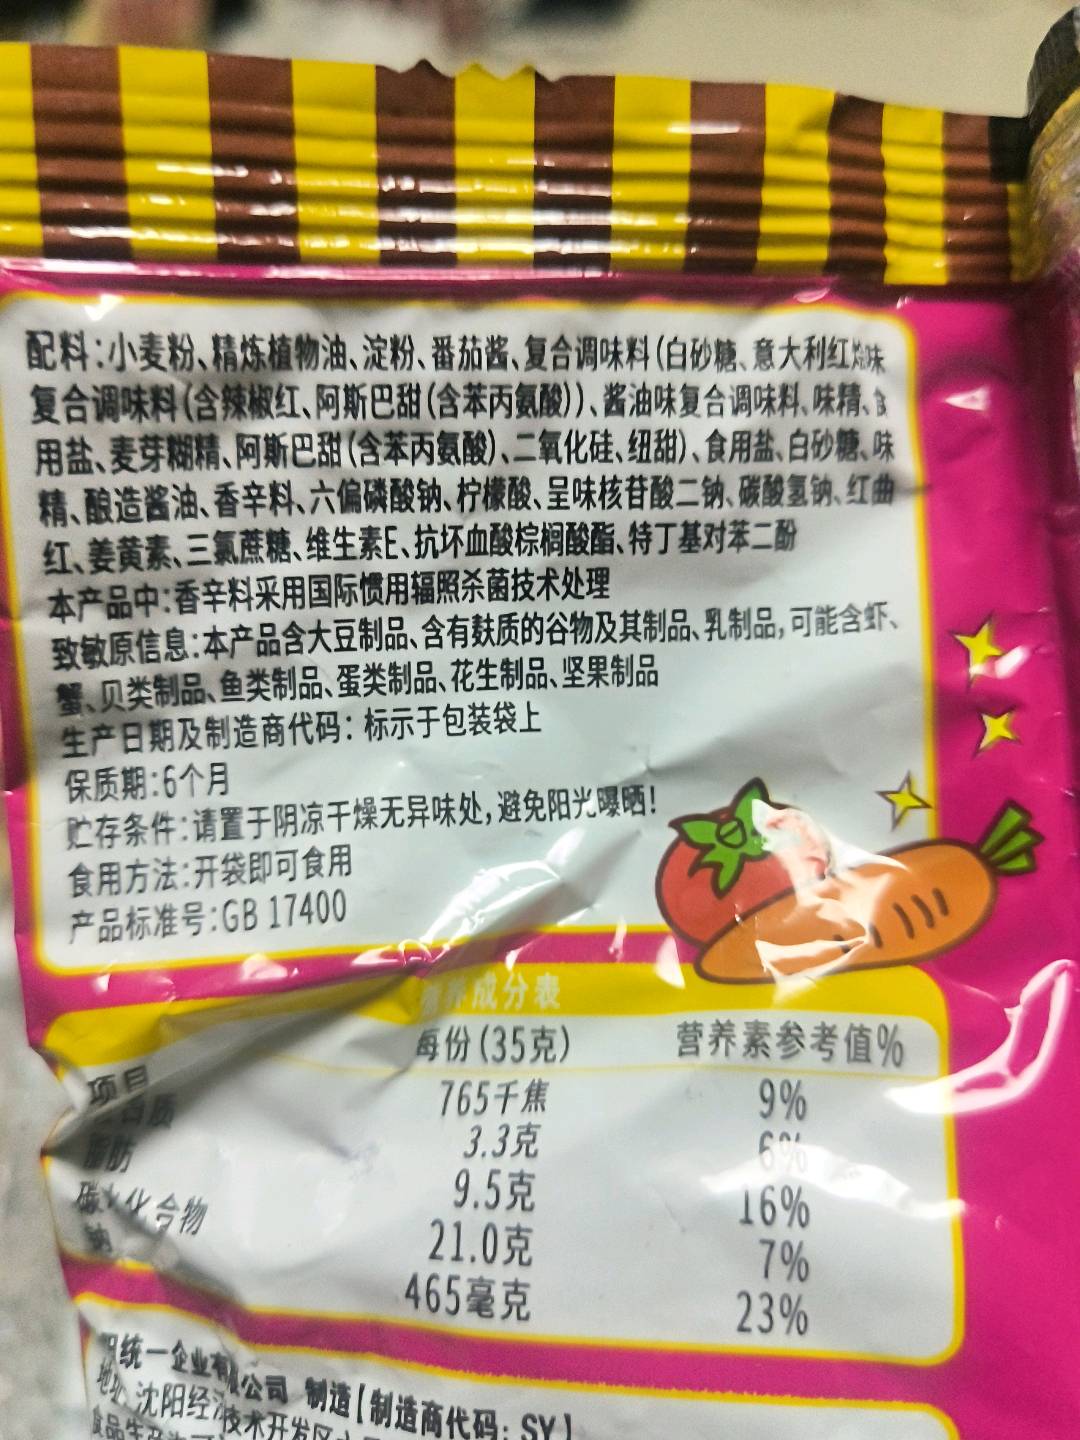 配料:小麦粉、精炼植物油、淀粉、番茄酱、复合调味料(白砂糖、意大利红烩味
复合调味料(含辣椒红、阿斯巴甜(含苯丙氨酸))、酱油味复合调味料、味精、食
用盐、麦芽糊精、阿斯巴甜(含苯丙氨酸)、二氧化硅、纽甜)、食用盐、白砂糖、味
精、酿造酱油、香辛料、六偏磷酸钠、柠檬酸、呈味核苷酸二钠、碳酸氢钠、红曲
红、姜黄素、三氯蔗糖、维生素E、抗坏血酸棕榈酸酯、特丁基对苯二酚
本产品中:香辛料采用国际惯用辐照杀菌技术处理
致敏原信息:本产品含大豆制品、含有麸质的谷物及其制品、乳制品,可能含虾、
蟹、贝类制品、鱼类制品、蛋类制品、花生制品、坚果制品
生产日期及制造商代码: 标示于包装袋上
保质期:6个月
贮存条件:请置于阴凉干燥无异味处,避免阳光曝晒!
食用方法:开袋即可食用
产品标准号:GB 17400
养成分表
项目 每份(35克) 营养素参考值%
765千焦 9%
白质 3.3克 6%
脂肪 9.5克 16%
碳水化合物 21.0克 7%
钠 465毫克 23%
统一企业有限公司 制造【制造商代码: SY】
地址: 沈阳经济技术开发区
食品生产许可